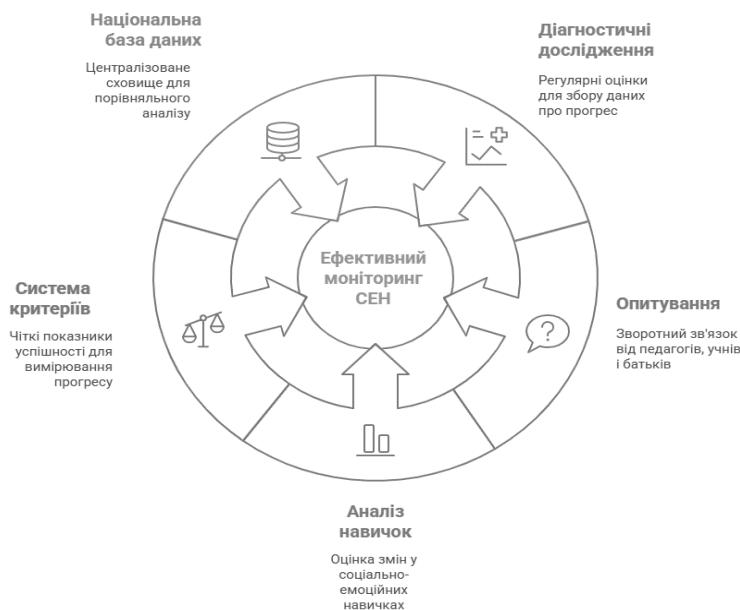 Національна
база даних
Централізоване
сховище для
порівняльного
аналізу
Діагностичні
дослідження
Регулярні оцінки
для збору даних
про прогрес
Ефективний
моніторинг
СЕН
Система
критеріїв
Чіткі показники
успішності для
вимірювання
прогресу
Опитування
Зворотний зв'язок
від педагогів, учнів
і батьків
Аналіз
навичок
Оцінка змін у
соціально-
емоційних
навичках